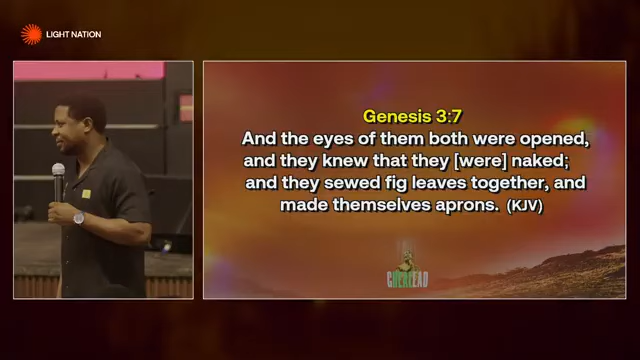 LIGHT NATION
Genesis 3:7
And the eyes of them both were opened,
and they knew that they [were] naked;
and they sewed fig leaves together, and
made themselves aprons. (KJV)